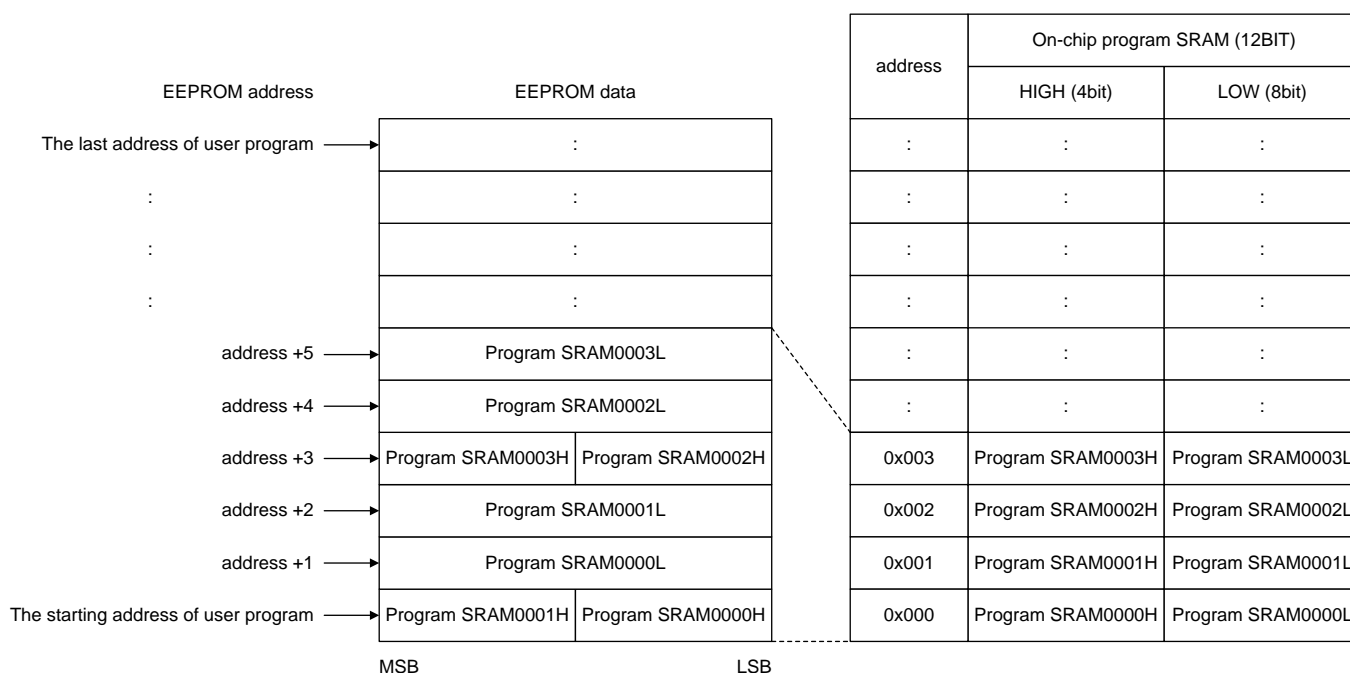 On-chip program SRAM (12BIT)
address
EEPROM address EEPROM data HIGH (4bit) LOW (8bit)
The last address of user program : : : :
: : : : :
: : : : :
: : : : :
address +5 Program SRAM0003L : : :
address +4 Program SRAM0002L : : :
address +3 Program SRAM0003H Program SRAM0002H 0x003 Program SRAM0003H Program SRAM0003L
address +2 Program SRAM0001L 0x002 Program SRAM0002H Program SRAM0002L
address +1 Program SRAM0000L 0x001 Program SRAM0001H Program SRAM0001L
The starting address of user program Program SRAM0001H Program SRAM0000H 0x000 Program SRAM0000H Program SRAM0000L
MSB LSB